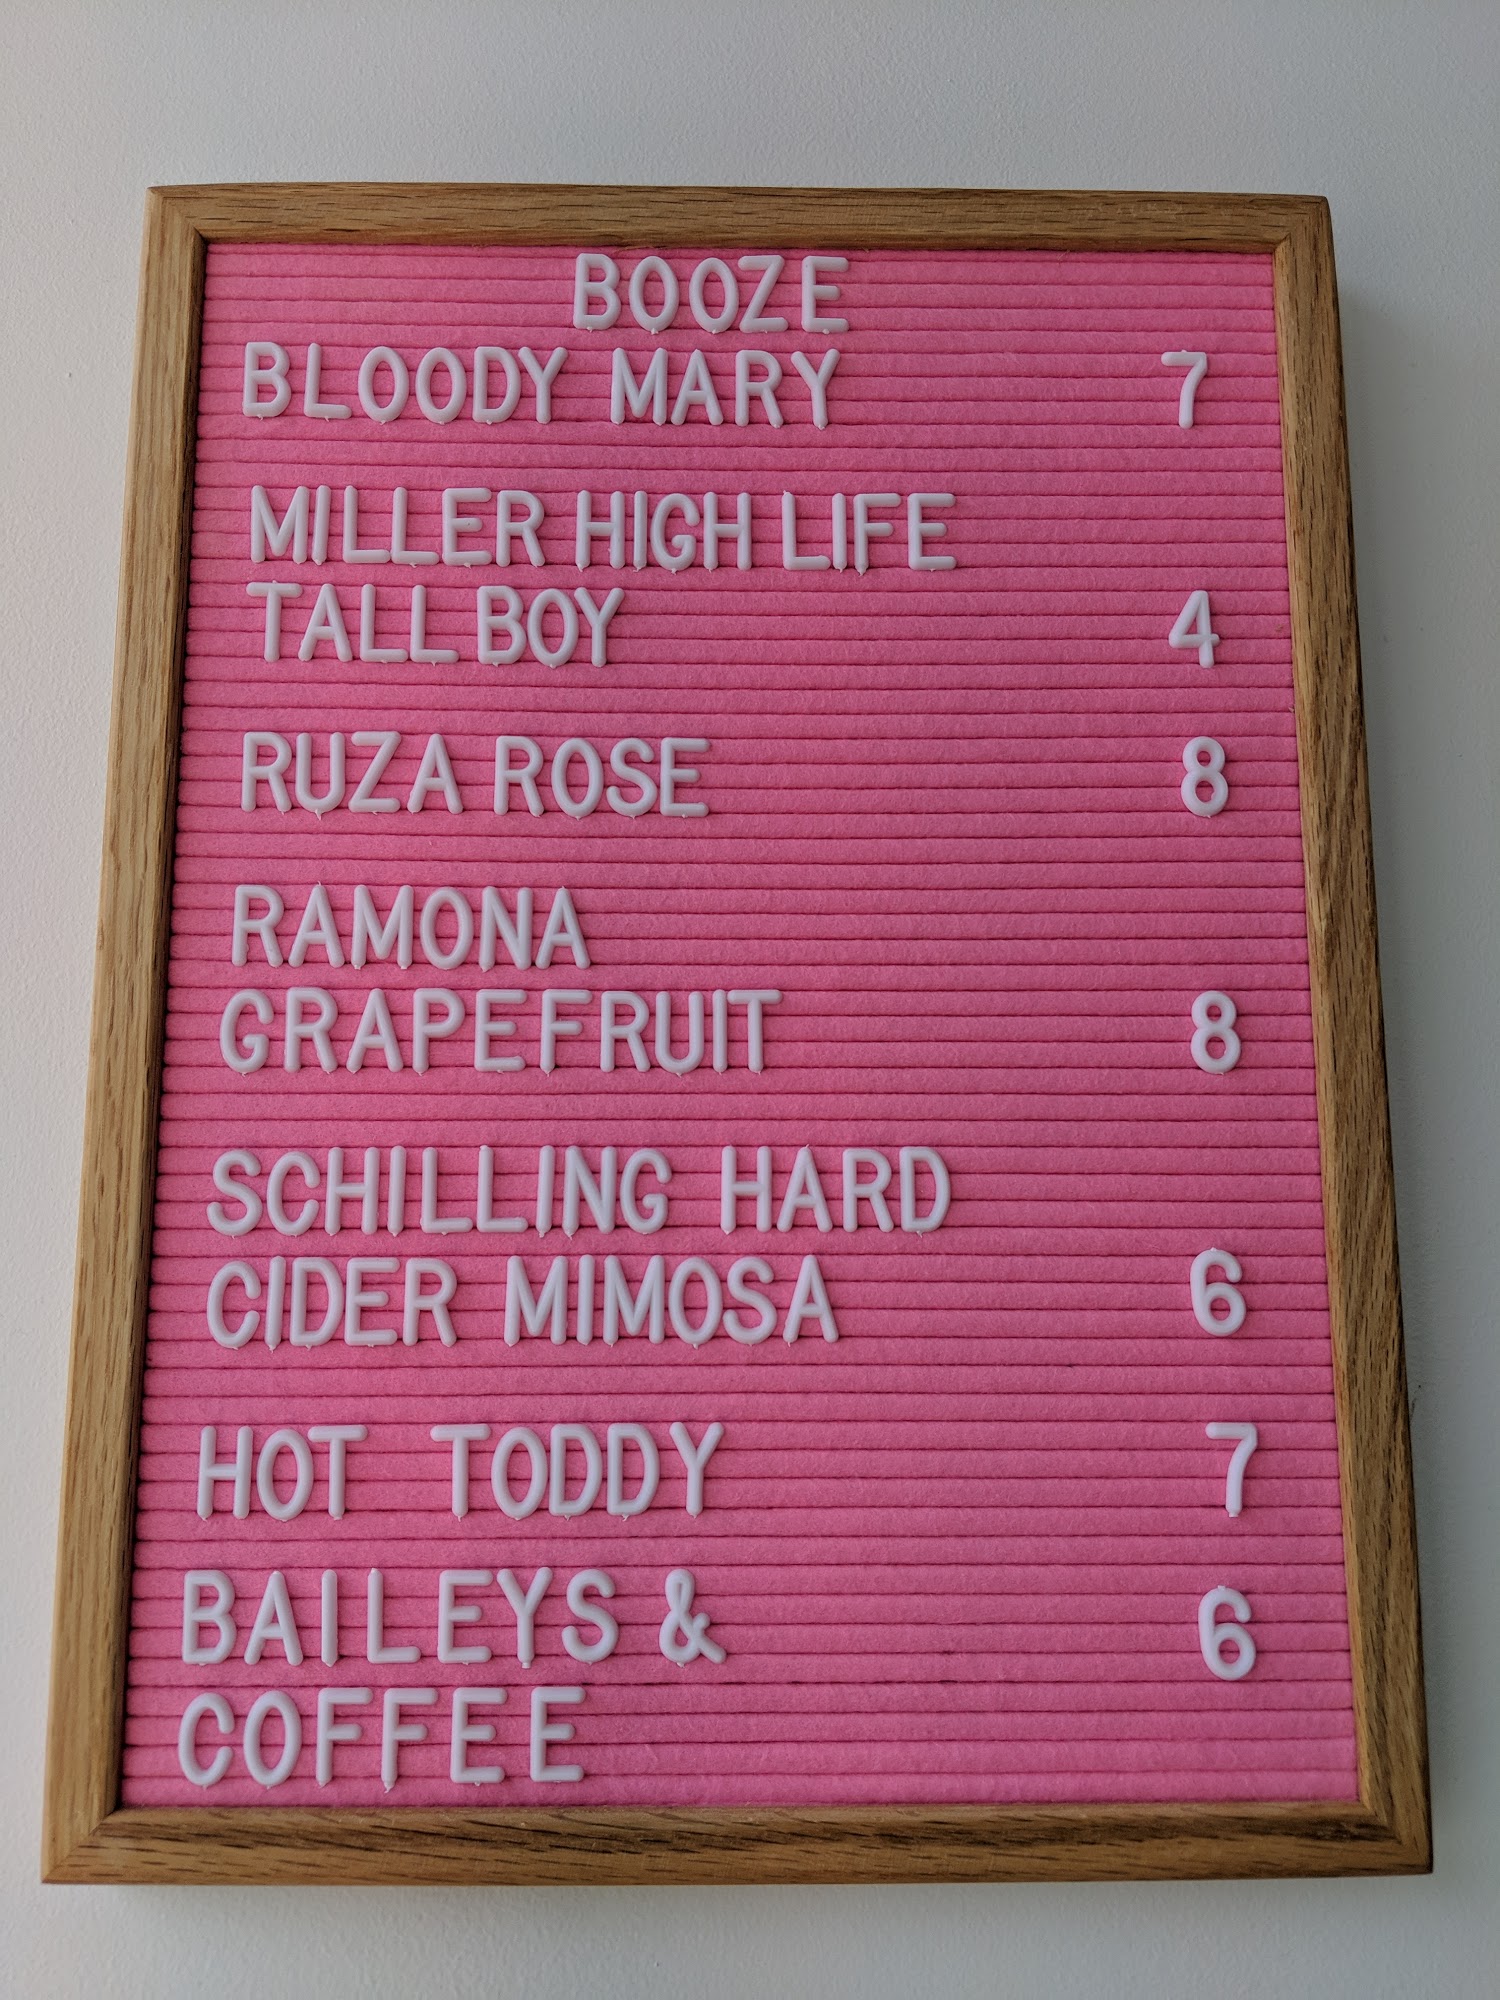 BOOZE
BLOODY MARY 7
MILLER HIGH LIFE
TALL BOY 4
RUZA ROSE 8
RAMONA
GRAPEFRUIT 8
SCHILLING HARD
CIDER MIMOSA 6
HOT TODDY 7
BAILEYS & 6
COFFEE